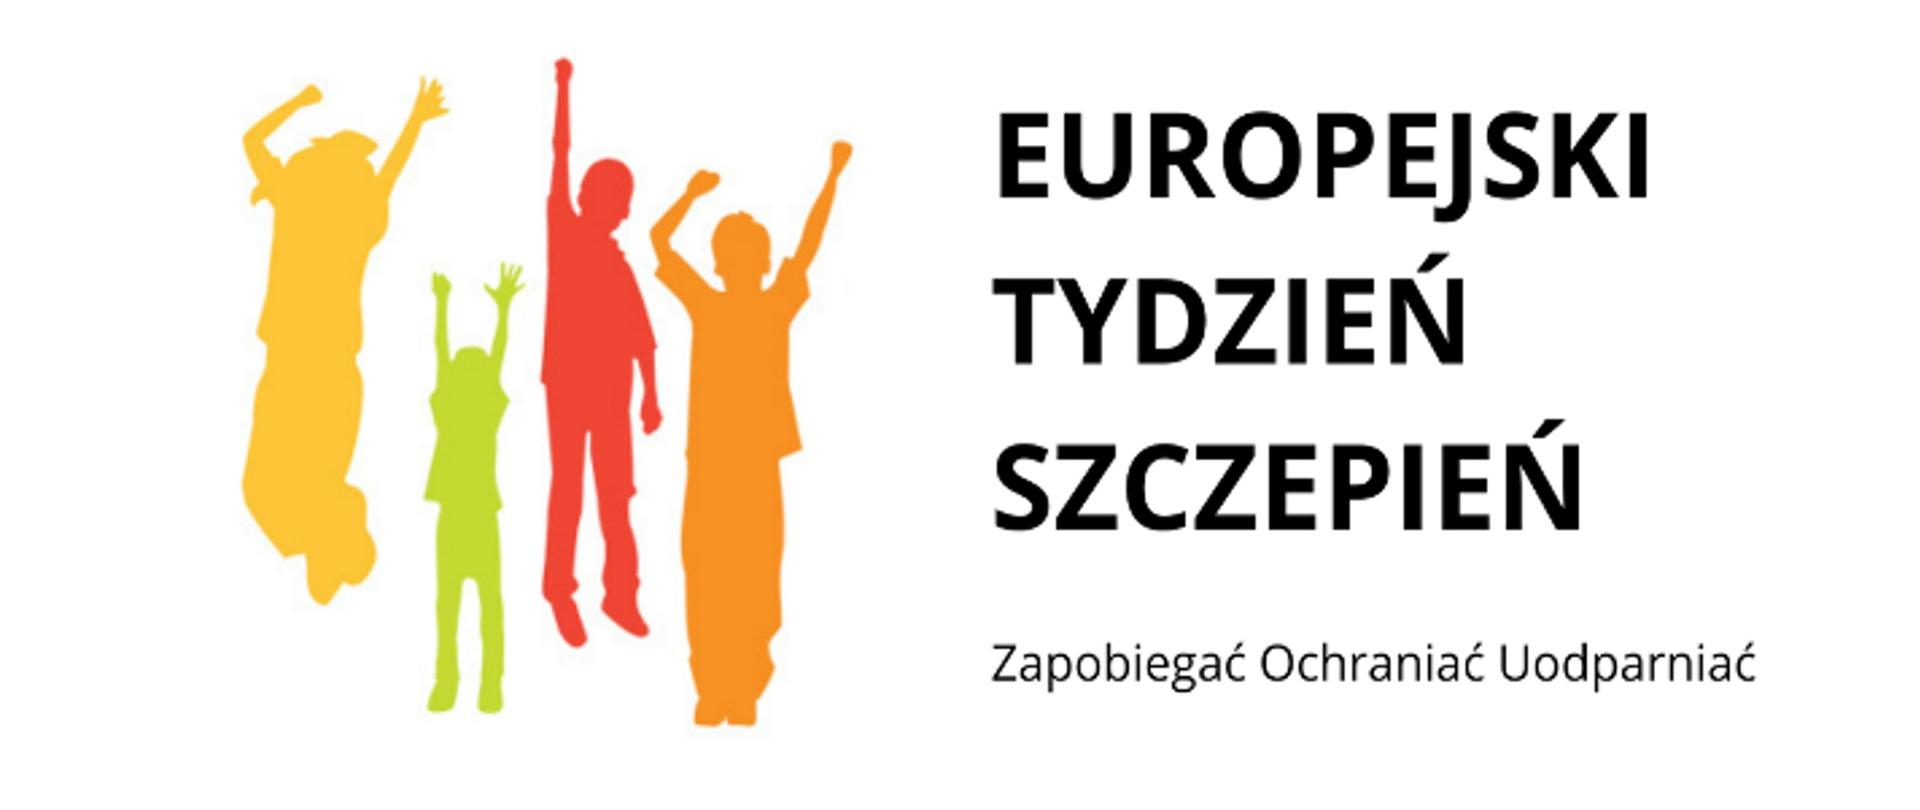 EUROPEJSKI
TYDZIEŃ
SZCZEPIEŃ
Zapobiegać Ochraniać Uodparniać